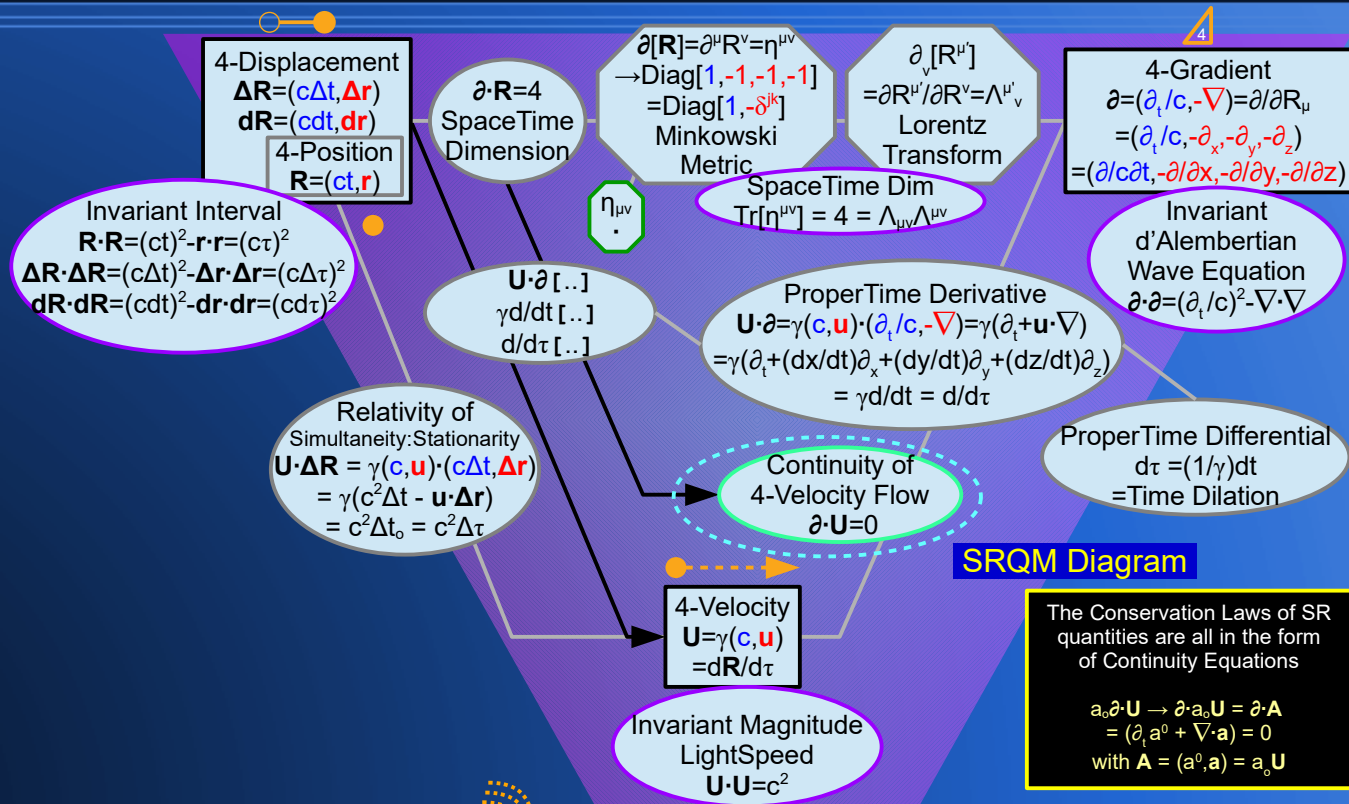 4-Displacement
ΔR=(cΔt,Δr)
dR=(cdt,dr)
4-Position
R=(ct,r)
∂·R=4
SpaceTime
Dimension
∂[R]=∂^μR^ν=η^μν
→Diag[1,-1,-1,-1]
=Diag[1,-δ^jk]
Minkowski
Metric
∂_ν[R^μ']
=∂R^μ'/∂R^ν=Λ^μ'_ν
Lorentz
Transform
4
4-Gradient
∂=(∂_t/c,-∇)=∂/∂R_μ
=(∂_t/c,-∂_x,-∂_y,-∂_z)
=(∂/c∂t,-∂/∂x,-∂/∂y,-∂/∂z)
SpaceTime Dim
Tr[η^μν] = 4 = Λ_μνΛ^μν
η_μν
·
Invariant Interval
R·R=(ct)²-r·r=(cτ)²
ΔR·ΔR=(cΔt)²-Δr·Δr=(cΔτ)²
dR·dR=(cdt)²-dr·dr=(cdτ)²
Invariant
d'Alembertian
Wave Equation
∂·∂=(∂_t/c)²-∇·∇
U·∂[..]
γd/dt[..]
d/dτ[..]
ProperTime Derivative
U·∂=γ(c,u)·(∂_t/c,-∇)=γ(∂_t+u·∇)
=γ(∂_t+(dx/dt)∂_x+(dy/dt)∂_y+(dz/dt)∂_z)
= γd/dt = d/dτ
Relativity of
Simultaneity:Stationarity
U·ΔR = γ(c,u)·(cΔt,Δr)
= γ(c²Δt - u·Δr)
= c²Δt_o = c²Δτ
ProperTime Differential
dτ =(1/γ)dt
=Time Dilation
Continuity of
4-Velocity Flow
∂·U=0
SRQM Diagram
4-Velocity
U=γ(c,u)
=dR/dτ
Invariant Magnitude
LightSpeed
U·U=c²
The Conservation Laws of SR
quantities are all in the form
of Continuity Equations
a_o∂·U → ∂·a_oU = ∂·A
= (∂_t a⁰ + ∇·a) = 0
with A = (a⁰,a) = a_oU